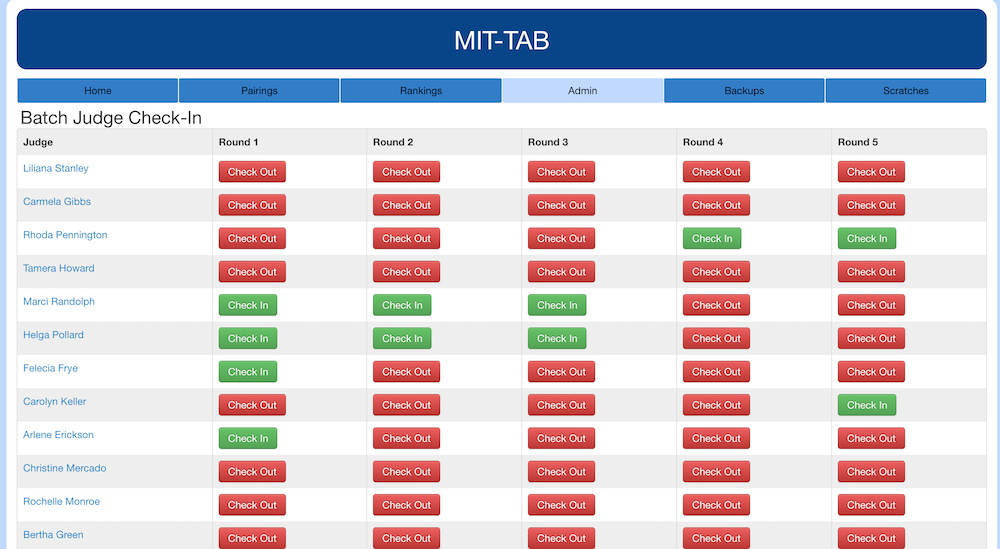 MIT-TAB
Home Pairings Rankings Admin Backups Scratches
Batch Judge Check-In
Judge Round 1 Round 2 Round 3 Round 4 Round 5
Liliana Stanley Check Out Check Out Check Out Check Out Check Out
Carmela Gibbs Check Out Check Out Check Out Check Out Check Out
Rhoda Pennington Check Out Check Out Check Out Check In Check In
Tamera Howard Check Out Check Out Check Out Check Out Check Out
Marci Randolph Check In Check In Check In Check Out Check Out
Helga Pollard Check In Check In Check In Check Out Check Out
Felecia Frye Check In Check Out Check Out Check Out Check Out
Carolyn Keller Check Out Check Out Check Out Check Out Check In
Arlene Erickson Check In Check Out Check Out Check Out Check Out
Christine Mercado Check Out Check Out Check Out Check Out Check Out
Rochelle Monroe Check Out Check Out Check Out Check Out Check Out
Bertha Green Check Out Check Out Check Out Check Out Check Out